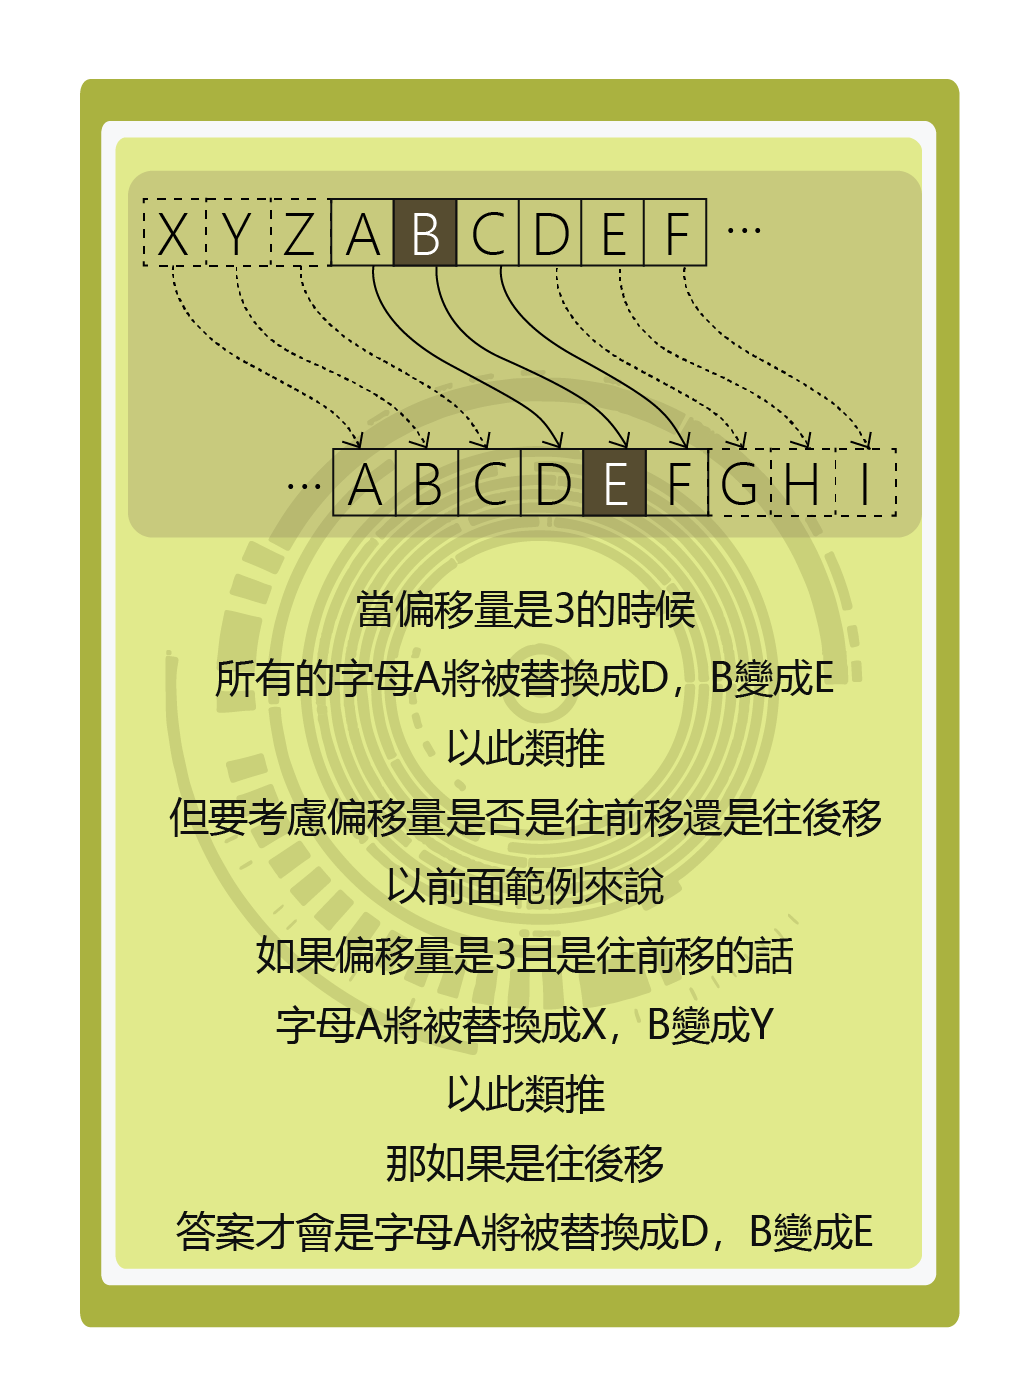 X Y Z A B C D E F ...
... A B C D E F G H I
當偏移量是3的時候
所有的字母A將被替換成D，B變成E
以此類推
但要考慮偏移量是否是往前移還是往後移
以前面範例來說
如果偏移量是3且是往前移的話
字母A將被替換成X，B變成Y
以此類推
那如果是往後移
答案才會是字母A將被替換成D，B變成E